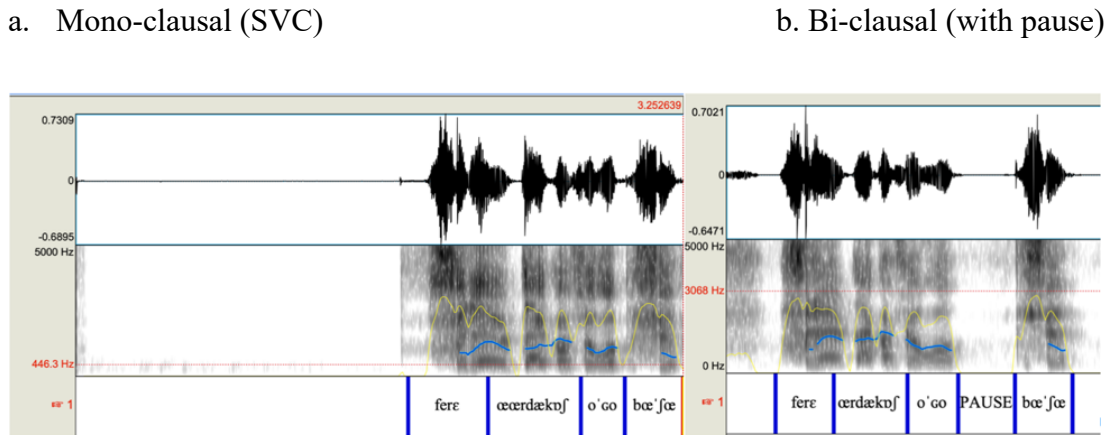 a. Mono-clausal (SVC)
b. Bi-clausal (with pause)
3.252639
0.7309
0
-0.6895
5000 Hz
446.3 Hz
1
ferɛ œœrdækɒʃ oˈɢo bœˈʃœ
0.7021
0
-0.6471
5000 Hz
3068 Hz
0 Hz
1
ferɛ œrdækɒʃ oˈɢo PAUSE bœˈʃœ